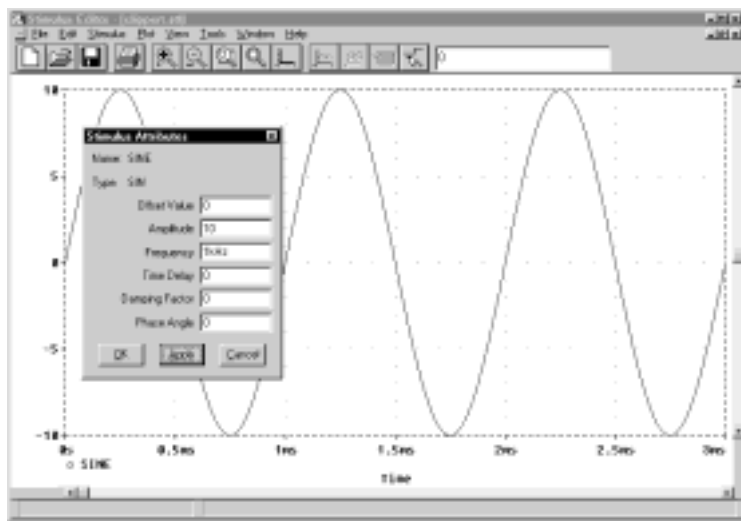 Stimulus Editor - [clippert.stl]
File Edit Stimulus Plot View Tools Window Help
0
Stimulus Attributes
Name: SINE
Type: SIN
Offset Value 0
Amplitude 10
Frequency 1kHz
Time Delay 0
Damping Factor 0
Phase Angle 0
OK Apply Cancel
10
5
0
-5
-10
0s 0.5ms 1ms 1.5ms 2ms 2.5ms 3ms
SINE
Time